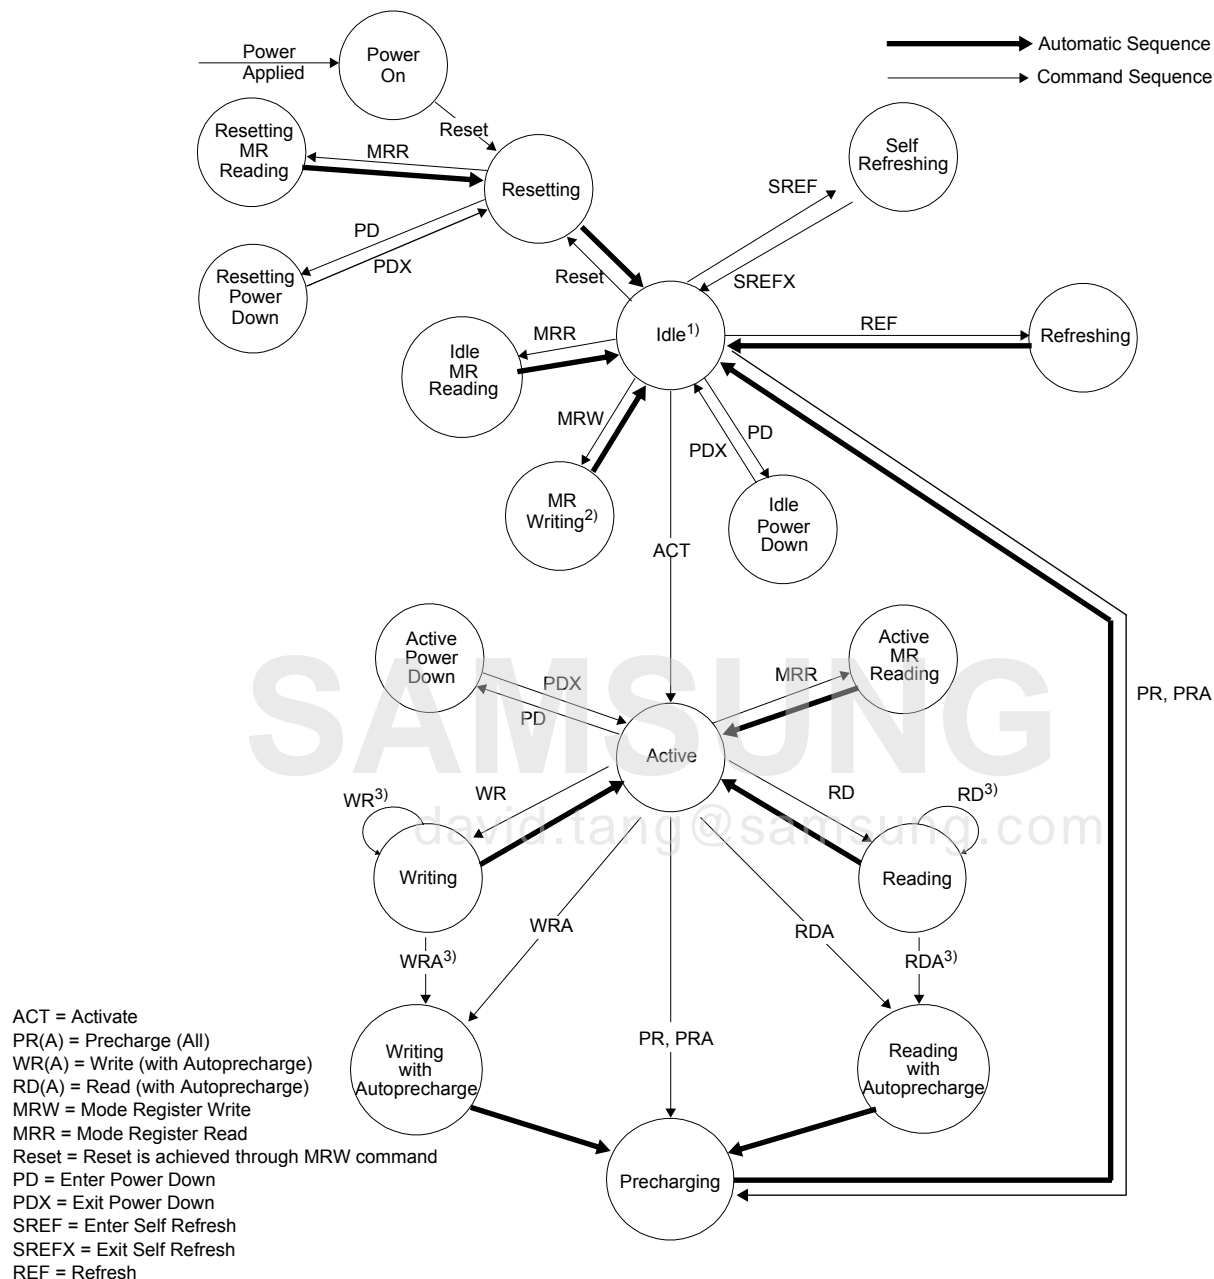 Power
Applied
Power
On
Automatic Sequence
Command Sequence
Reset
Resetting
MR
Reading
MRR
Resetting
Self
Refreshing
SREF
PD
PDX
Resetting
Power
Down
Reset
SREFX
Idle1)
REF
Refreshing
MRR
Idle
MR
Reading
MRW
PD
PDX
MR
Writing2)
Idle
Power
Down
ACT
Active
Power
Down
Active
MR
Reading
PDX
PD
MRR
PR, PRA
SAMSUNG
Active
WR3)
WR
RD
RD3)
david.tang@samsung.com
Writing
Reading
WRA
RDA
WRA3)
RDA3)
Writing
with
Autoprecharge
PR, PRA
Reading
with
Autoprecharge
Precharging
ACT = Activate
PR(A) = Precharge (All)
WR(A) = Write (with Autoprecharge)
RD(A) = Read (with Autoprecharge)
MRW = Mode Register Write
MRR = Mode Register Read
Reset = Reset is achieved through MRW command
PD = Enter Power Down
PDX = Exit Power Down
SREF = Enter Self Refresh
SREFX = Exit Self Refresh
REF = Refresh